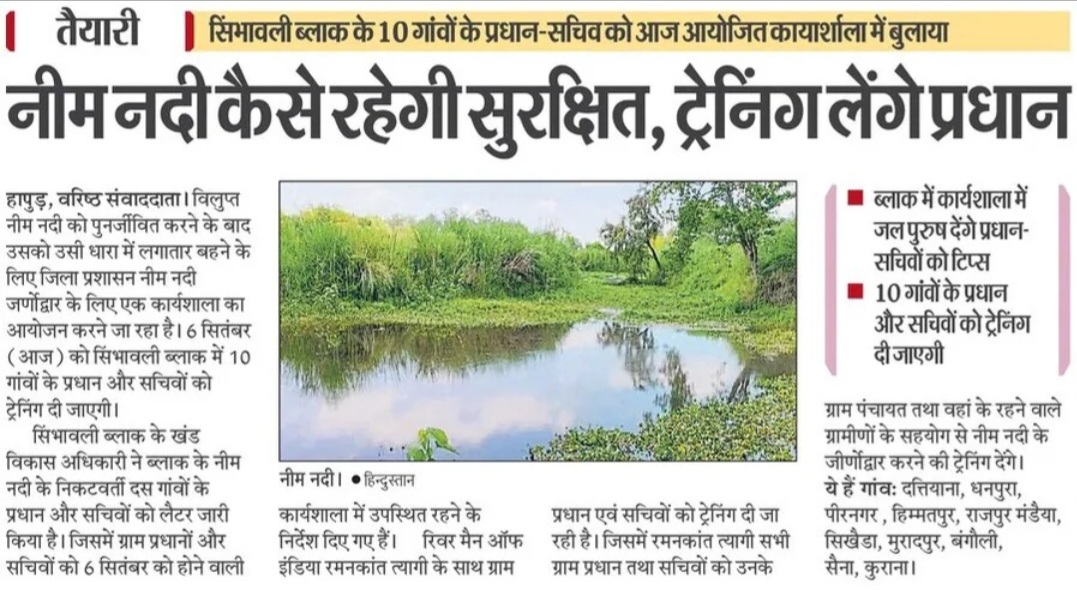 तैयारी
सिंभावली ब्लाक के 10 गांवों के प्रधान-सचिव को आज आयोजित कायार्शाला में बुलाया
नीम नदी कैसे रहेगी सुरक्षित, ट्रेनिंग लेंगे प्रधान
हापुड़, वरिष्ठ संवाददाता। विलुप्त
नीम नदी को पुनर्जीवित करने के बाद
उसको उसी धारा में लगातार बहने के
लिए जिला प्रशासन नीम नदी
जर्णोद्वार के लिए एक कार्यशाला का
आयोजन करने जा रहा है। 6 सितंबर
(आज) को सिंभावली ब्लाक में 10
गांवों के प्रधान और सचिवों को
ट्रेनिंग दी जाएगी।
सिंभावली ब्लाक के खंड
विकास अधिकारी ने ब्लाक के नीम
नदी के निकटवर्ती दस गांवों के
प्रधान और सचिवों को लैटर जारी
किया है। जिसमें ग्राम प्रधानों और
सचिवों को 6 सितंबर को होने वाली
नीम नदी। ● हिन्दुस्तान
कार्यशाला में उपस्थित रहने के
निर्देश दिए गए हैं। रिवर मैन ऑफ
इंडिया रमनकांत त्यागी के साथ ग्राम
प्रधान एवं सचिवों को ट्रेनिंग दी जा
रही है। जिसमें रमनकांत त्यागी सभी
ग्राम प्रधान तथा सचिवों को उनके
■ ब्लाक में कार्यशाला में
जल पुरुष देंगे प्रधान-
सचिवों को टिप्स
■ 10 गांवों के प्रधान
और सचिवों को ट्रेनिंग
दी जाएगी
ग्राम पंचायत तथा वहां के रहने वाले
ग्रामीणों के सहयोग से नीम नदी के
जीर्णोद्वार करने की ट्रेनिंग देंगे।
ये हैं गांव: दत्तियाना, धनपुरा,
पीरनगर , हिम्मतपुर, राजपुर मंडैया,
सिखैडा, मुरादपुर, बंगौली,
सैना, कुराना।